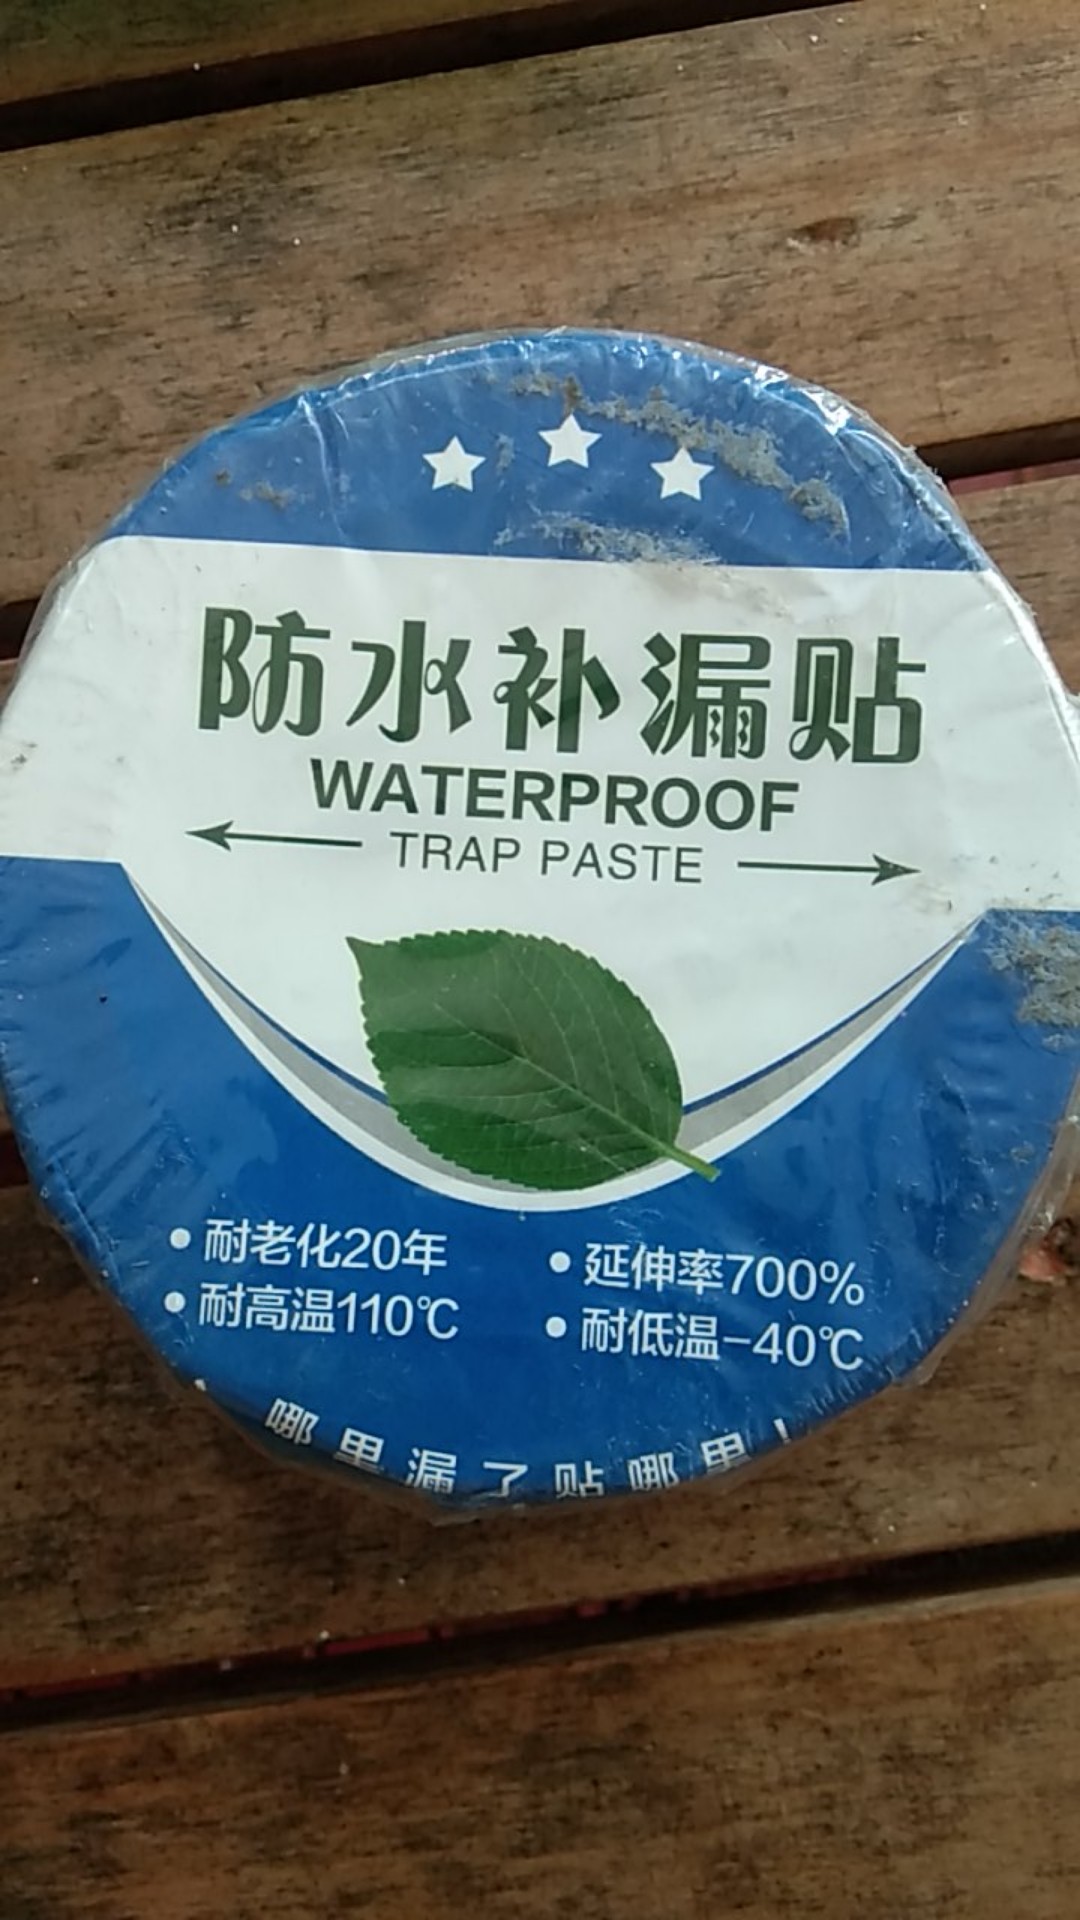 防水补漏贴
WATERPROOF
TRAP PASTE
• 耐老化20年
• 延伸率700%
• 耐高温110℃
• 耐低温-40℃
哪里漏了贴哪里!